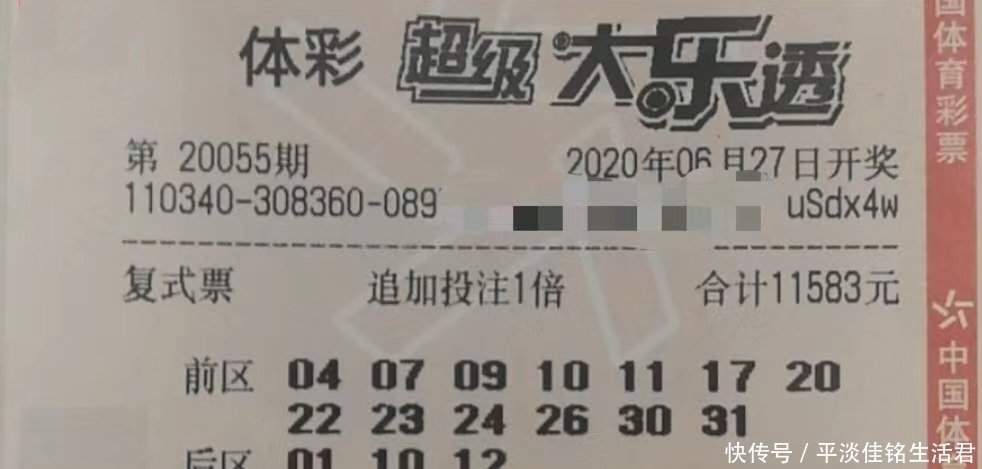 体彩 超级大乐透
第 20055期 2020年06月27日开奖
110340-308360-089 uSdx4w
复式票 追加投注1倍 合计11583元
前区 04 07 09 10 11 17 20
22 23 24 26 30 31
后区 01 10 12
国体育彩票
中国体
快传号 / 平淡佳铭生活君